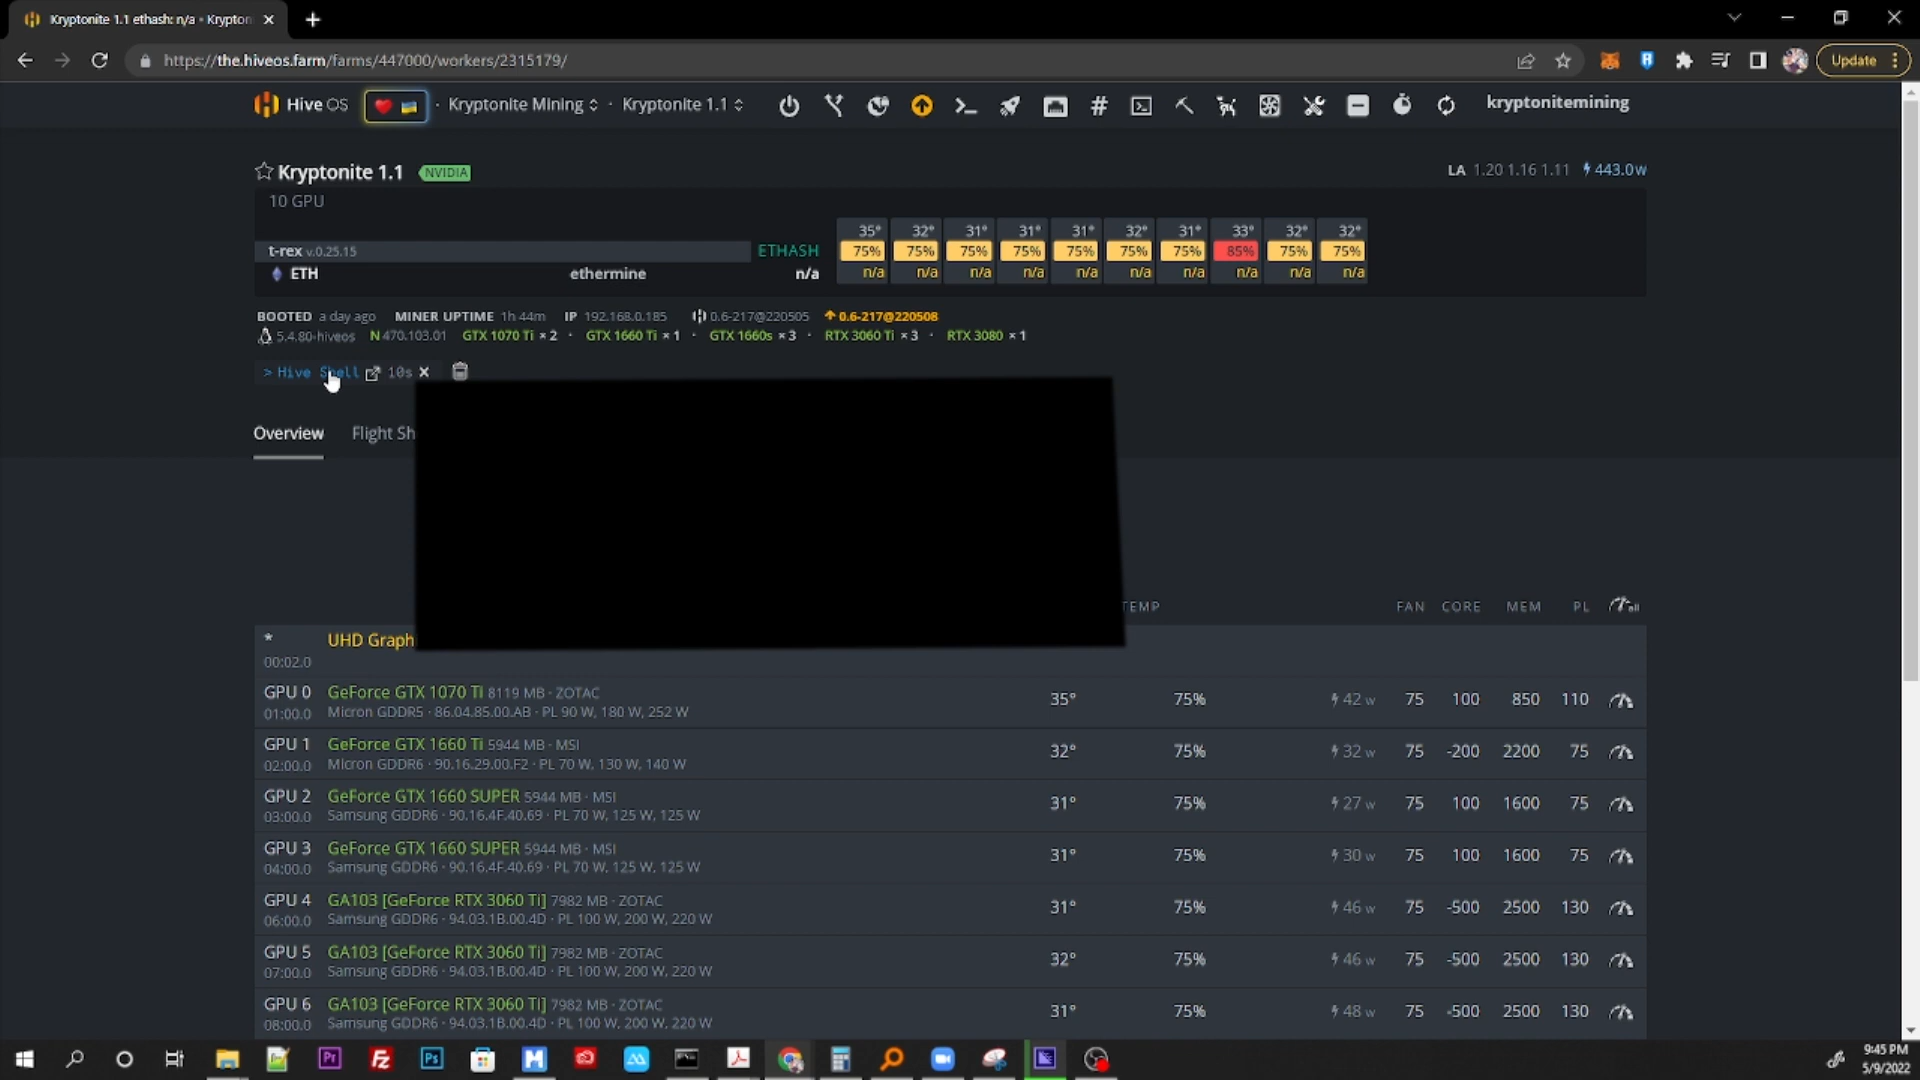 Kryptonite 1.1 ethash: n/a • Krypton
https://the.hiveos.farm/farms/447000/workers/2315179/
Update
Hive OS · Kryptonite Mining · Kryptonite 1.1
kryptonitemining
Kryptonite 1.1 NVIDIA
LA 1.20 1.16 1.11 443.0 w
10 GPU
35° 32° 31° 31° 31° 32° 31° 33° 32° 32°
t-rex v.0.25.15 ETHASH 75% 75% 75% 75% 75% 75% 75% 85% 75% 75%
ETH ethermine n/a n/a n/a n/a n/a n/a n/a n/a n/a n/a n/a
BOOTED a day ago MINER UPTIME 1h 44m IP 192.168.0.185 0.6-217@220505 0.6-217@220508
5.4.80-hiveos N 470.103.01 GTX 1070 Ti × 2 · GTX 1660 Ti × 1 · GTX 1660s × 3 · RTX 3060 Ti × 3 · RTX 3080 × 1
> Hive Shell 10s ×
Overview Flight Sh
TEMP FAN CORE MEM PL all
* UHD Graph
00:02.0
GPU 0 GeForce GTX 1070 Ti 8119 MB · ZOTAC 35° 75% 42 w 75 100 850 110
01:00.0 Micron GDDR5 · 86.04.85.00.AB · PL 90 W, 180 W, 252 W
GPU 1 GeForce GTX 1660 Ti 5944 MB · MSI 32° 75% 32 w 75 -200 2200 75
02:00.0 Micron GDDR6 · 90.16.29.00.F2 · PL 70 W, 130 W, 140 W
GPU 2 GeForce GTX 1660 SUPER 5944 MB · MSI 31° 75% 27 w 75 100 1600 75
03:00.0 Samsung GDDR6 · 90.16.4F.40.69 · PL 70 W, 125 W, 125 W
GPU 3 GeForce GTX 1660 SUPER 5944 MB · MSI 31° 75% 30 w 75 100 1600 75
04:00.0 Samsung GDDR6 · 90.16.4F.40.69 · PL 70 W, 125 W, 125 W
GPU 4 GA103 [GeForce RTX 3060 Ti] 7982 MB · ZOTAC 31° 75% 46 w 75 -500 2500 130
06:00.0 Samsung GDDR6 · 94.03.1B.00.4D · PL 100 W, 200 W, 220 W
GPU 5 GA103 [GeForce RTX 3060 Ti] 7982 MB · ZOTAC 32° 75% 46 w 75 -500 2500 130
07:00.0 Samsung GDDR6 · 94.03.1B.00.4D · PL 100 W, 200 W, 220 W
GPU 6 GA103 [GeForce RTX 3060 Ti] 7982 MB · ZOTAC 31° 75% 48 w 75 -500 2500 130
08:00.0 Samsung GDDR6 · 94.03.1B.00.4D · PL 100 W, 200 W, 220 W
Pr Fz Ps
9:45 PM
5/9/2022